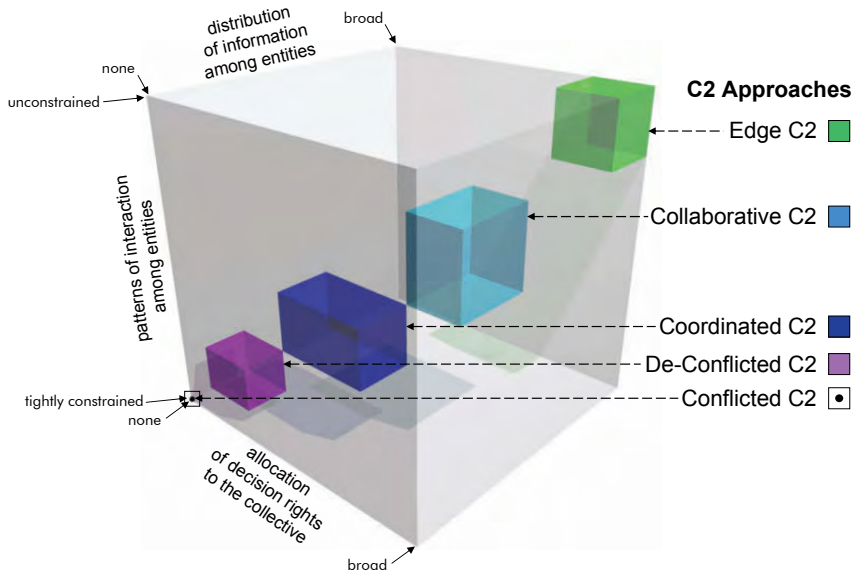 distribution
of information
among entities
broad
none
unconstrained
C2 Approaches
Edge C2
Collaborative C2
patterns of interaction
among entities
Coordinated C2
De-Conflicted C2
tightly constrained
Conflicted C2
none
allocation
of decision rights
to the collective
broad